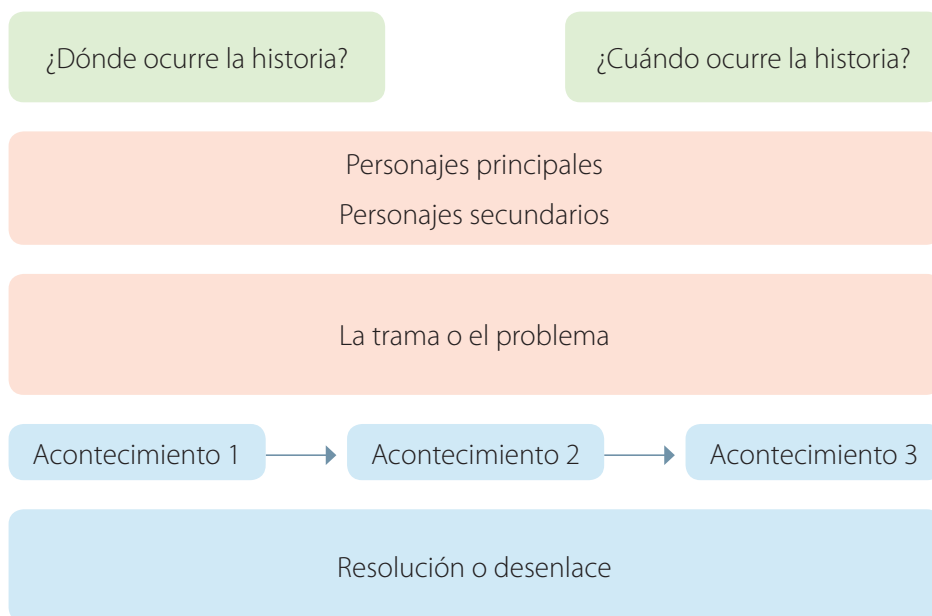 ¿Dónde ocurre la historia?
¿Cuándo ocurre la historia?
Personajes principales
Personajes secundarios
La trama o el problema
Acontecimiento 1
Acontecimiento 2
Acontecimiento 3
Resolución o desenlace